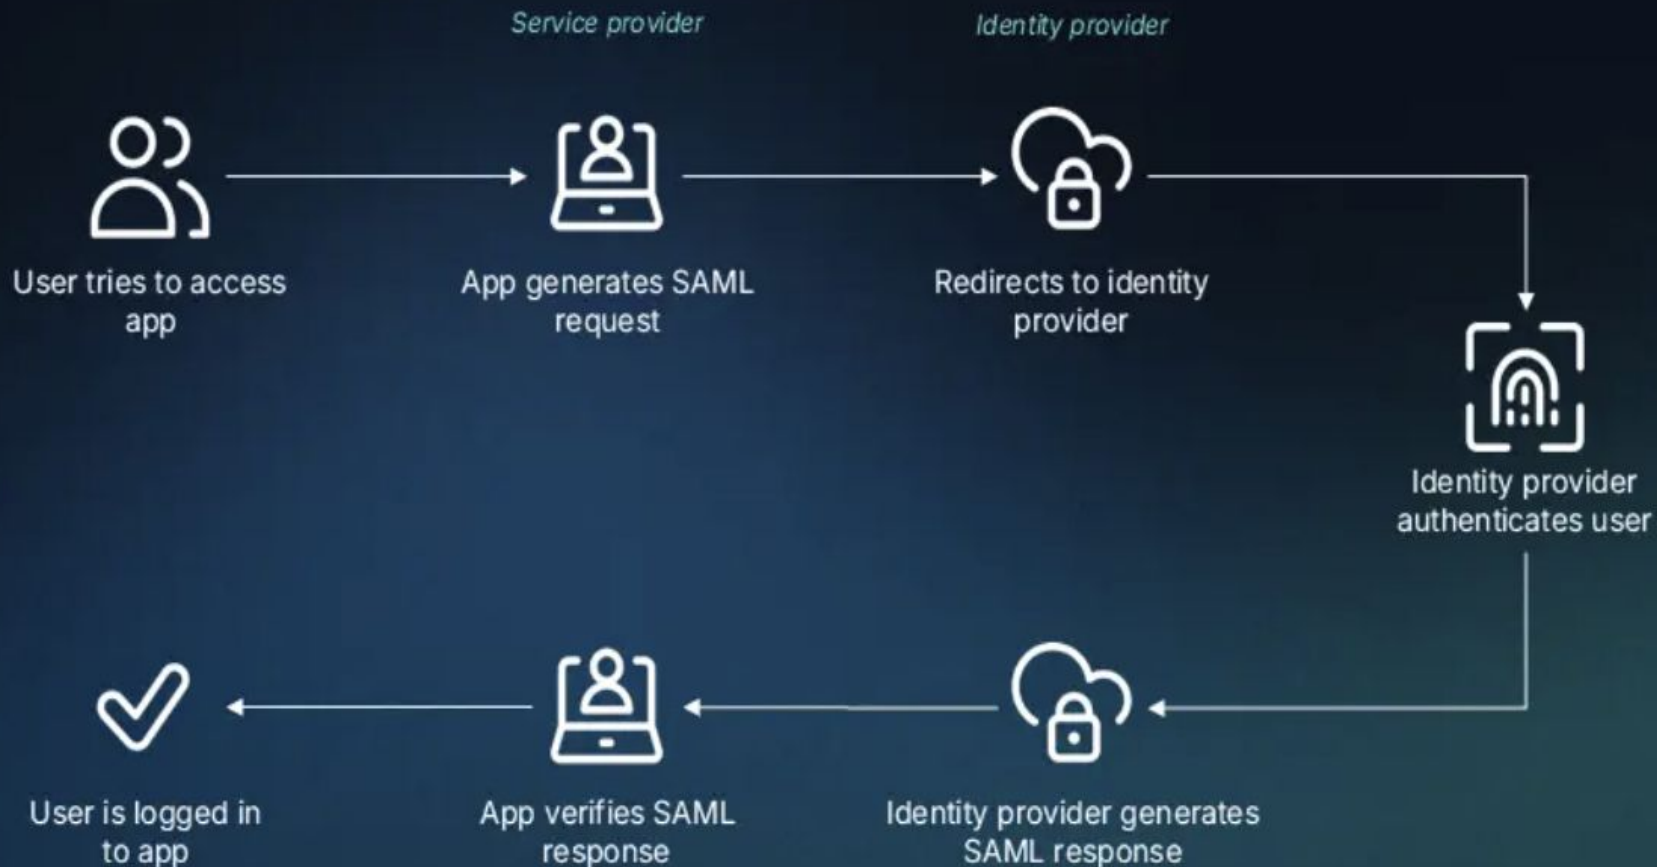 Service provider
Identity provider
User tries to access
app
App generates SAML
request
Redirects to identity
provider
Identity provider
authenticates user
User is logged in
to app
App verifies SAML
response
Identity provider generates
SAML response